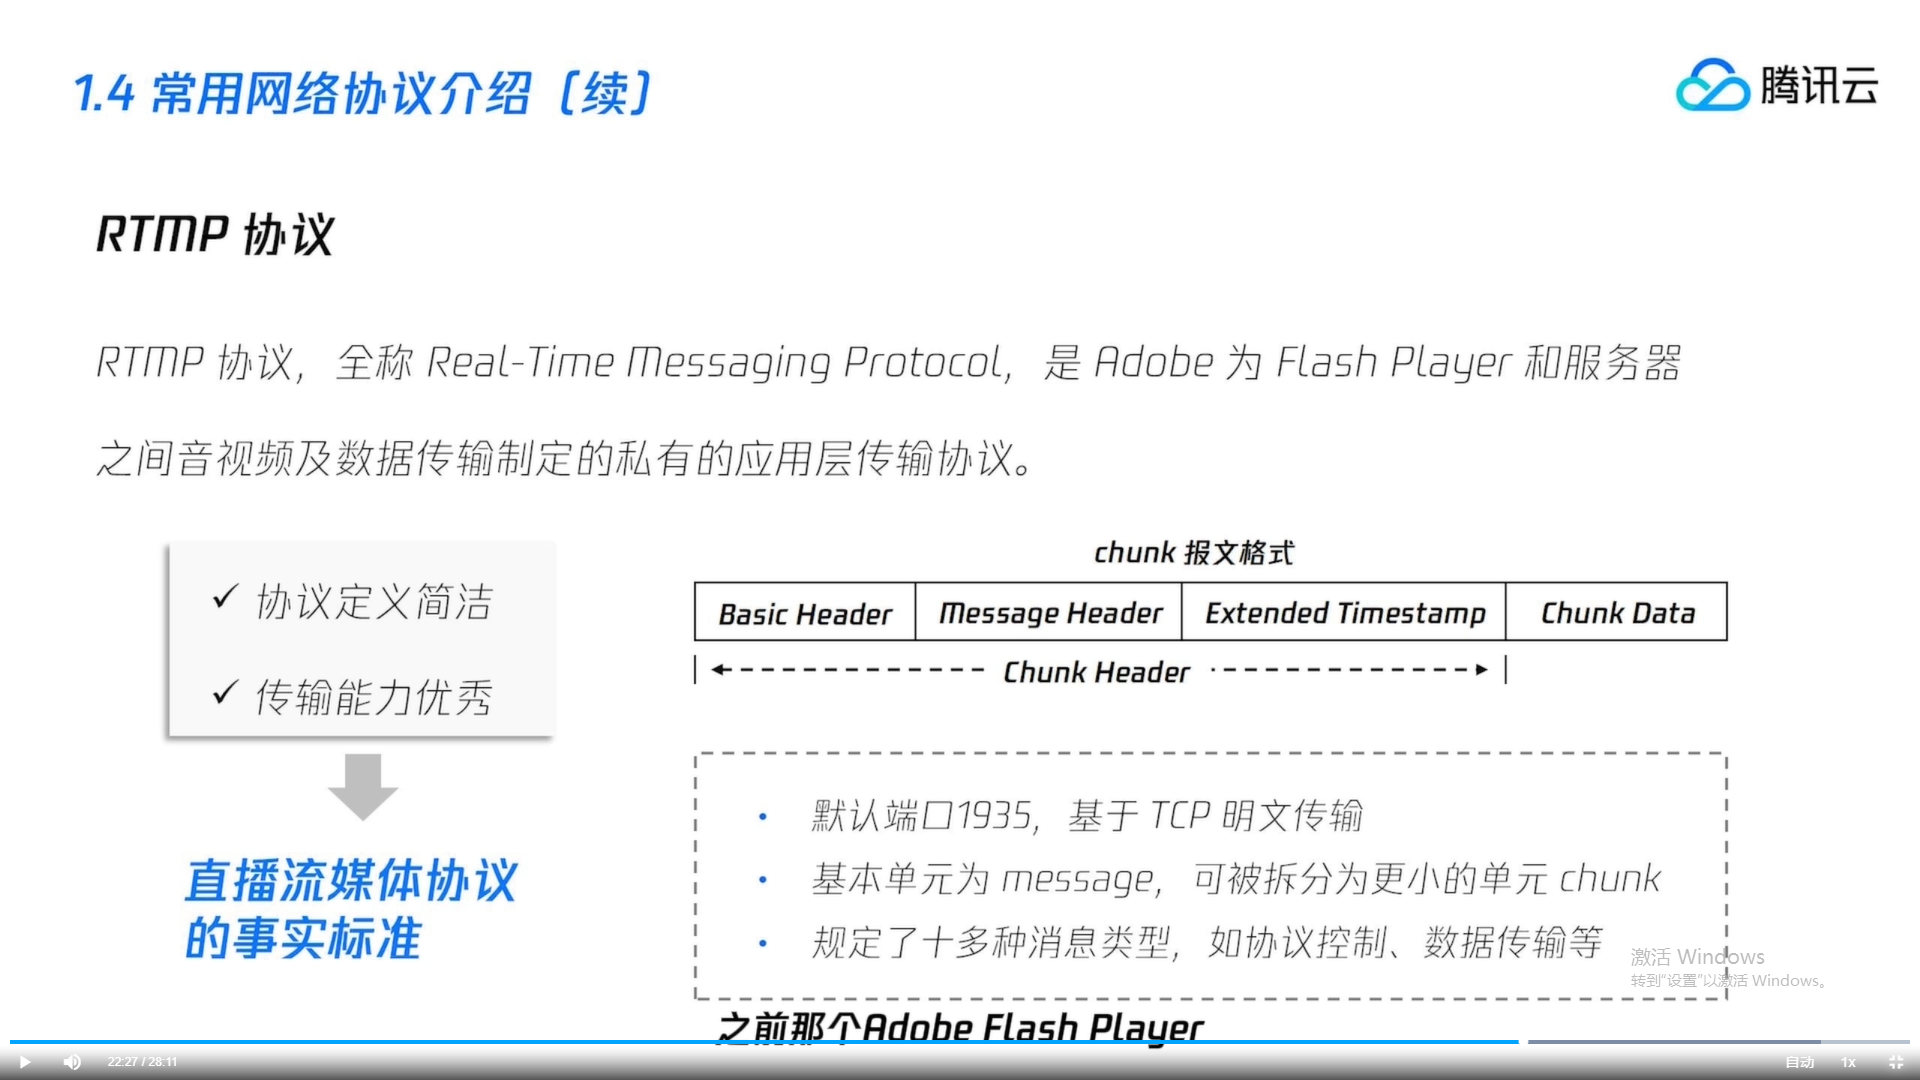 1.4 常用网络协议介绍（续）
腾讯云
RTMP 协议
RTMP 协议，全称 Real-Time Messaging Protocol，是 Adobe 为 Flash Player 和服务器
之间音视频及数据传输制定的私有的应用层传输协议。
✓ 协议定义简洁
✓ 传输能力优秀
直播流媒体协议
的事实标准
chunk 报文格式
Basic Header Message Header Extended Timestamp Chunk Data
Chunk Header
• 默认端口1935，基于 TCP 明文传输
• 基本单元为 message，可被拆分为更小的单元 chunk
• 规定了十多种消息类型，如协议控制、数据传输等
激活 Windows
转到“设置”以激活 Windows。
之前那个Adobe Flash Player
22:27 / 28:11
自动 1x